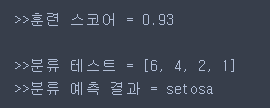 >>훈련 스코어 = 0.93
>>분류 테스트 = [6, 4, 2, 1]
>>분류 예측 결과 = setosa